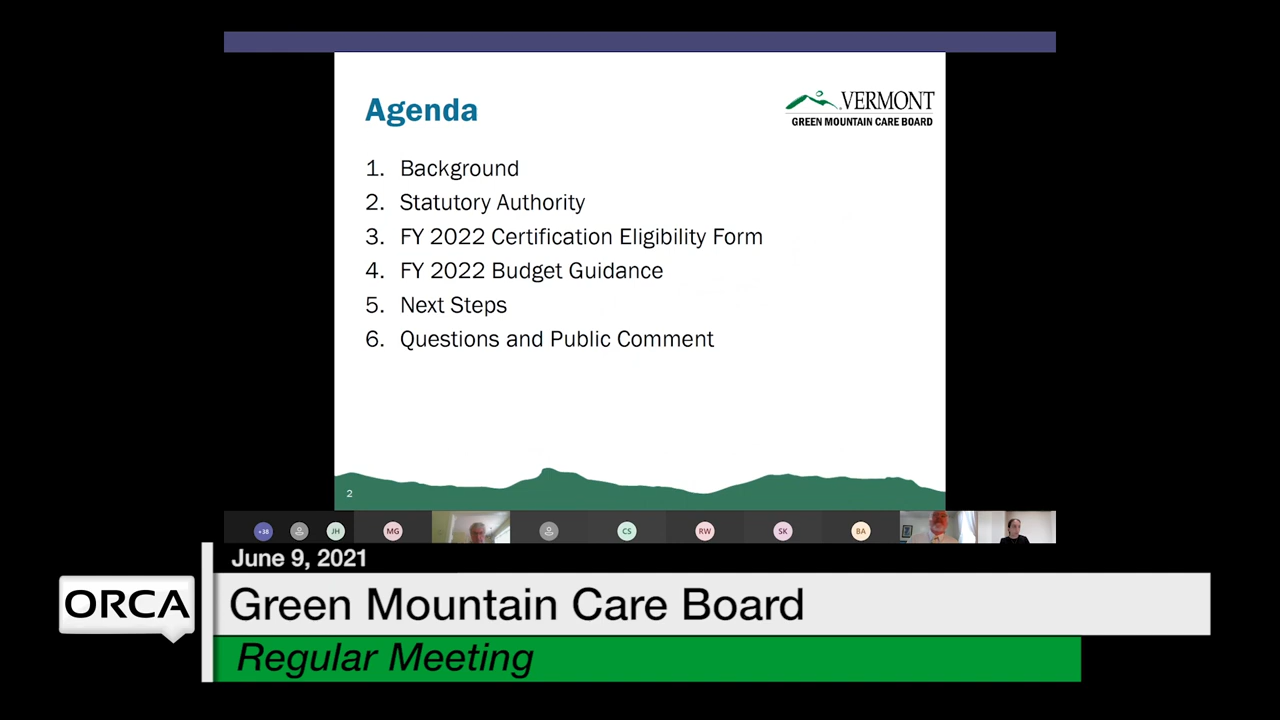 Agenda
VERMONT
GREEN MOUNTAIN CARE BOARD
1. Background
2. Statutory Authority
3. FY 2022 Certification Eligibility Form
4. FY 2022 Budget Guidance
5. Next Steps
6. Questions and Public Comment
2
+38 JH MG CS RW SK BA
June 9, 2021
ORCA
Green Mountain Care Board
Regular Meeting